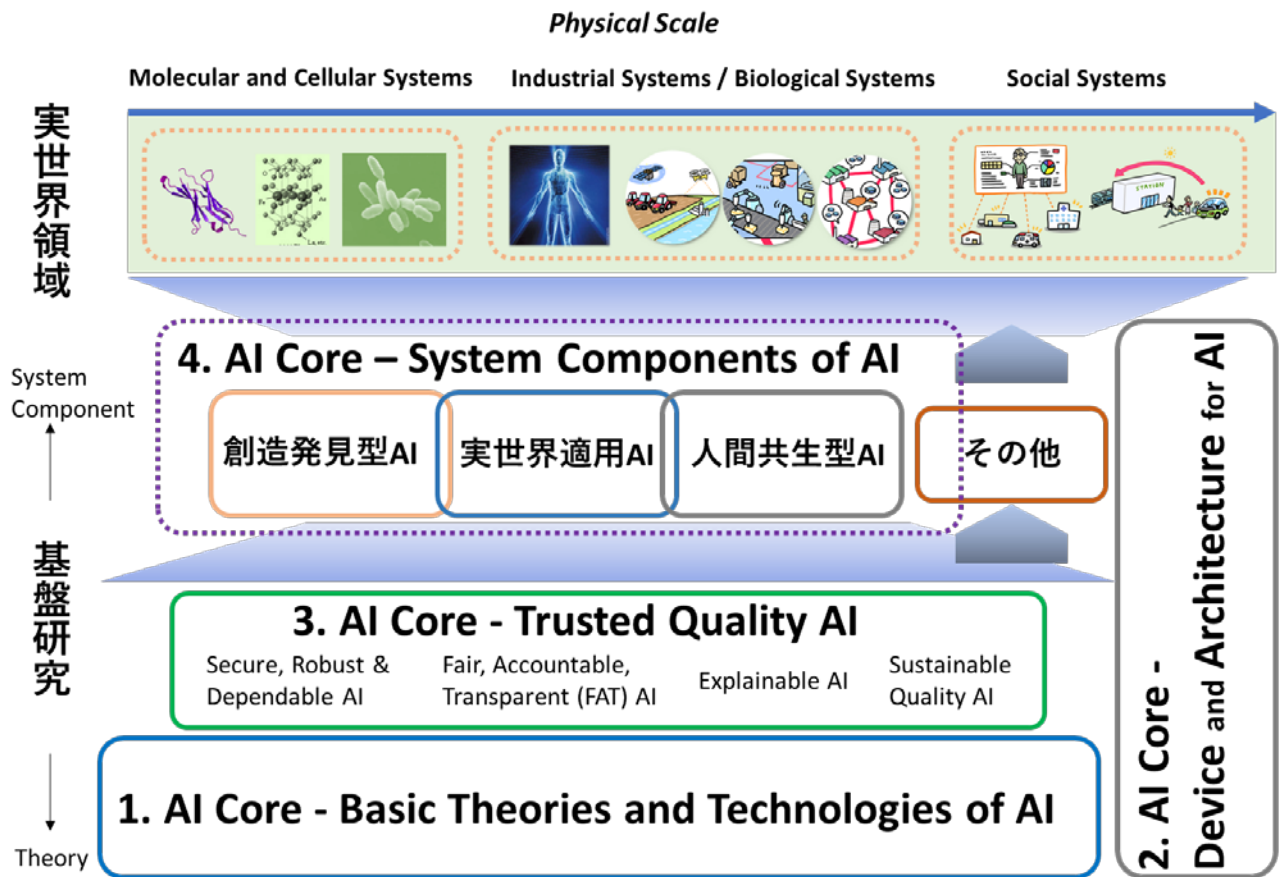 Physical Scale
Molecular and Cellular Systems
Industrial Systems / Biological Systems
Social Systems
実世界領域
STATION
4. AI Core – System Components of AI
System
Component
創造発見型AI
実世界適用AI
人間共生型AI
その他
基盤研究
3. AI Core - Trusted Quality AI
Secure, Robust &
Dependable AI
Fair, Accountable,
Transparent (FAT) AI
Explainable AI
Sustainable
Quality AI
1. AI Core - Basic Theories and Technologies of AI
Theory
2. AI Core -
Device and Architecture for AI